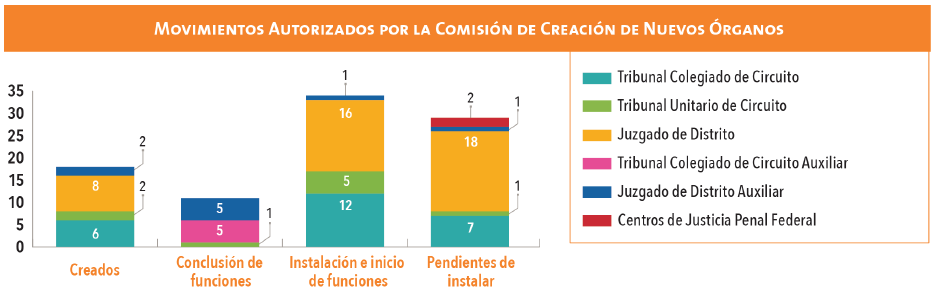 MOVIMIENTOS AUTORIZADOS POR LA COMISIÓN DE CREACIÓN DE NUEVOS ÓRGANOS
35
30
25
20
15
10
5
0
2
8
2
6
5
5
1
1
16
5
12
2
1
18
1
7
Creados
Conclusión de
funciones
Instalación e inicio
de funciones
Pendientes de
instalar
Tribunal Colegiado de Circuito
Tribunal Unitario de Circuito
Juzgado de Distrito
Tribunal Colegiado de Circuito Auxiliar
Juzgado de Distrito Auxiliar
Centros de Justicia Penal Federal